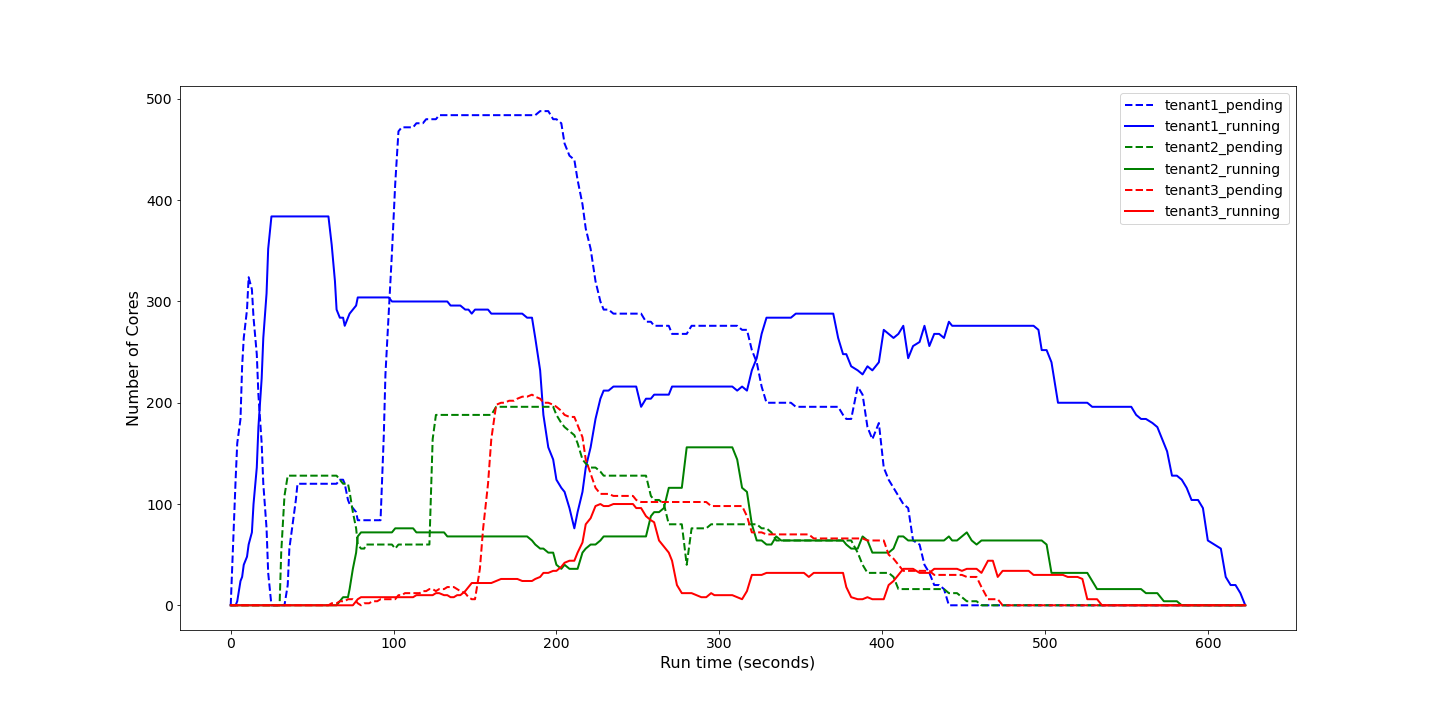 500
400
300
200
100
0
Number of Cores
0 100 200 300 400 500 600
Run time (seconds)
tenant1_pending
tenant1_running
tenant2_pending
tenant2_running
tenant3_pending
tenant3_running